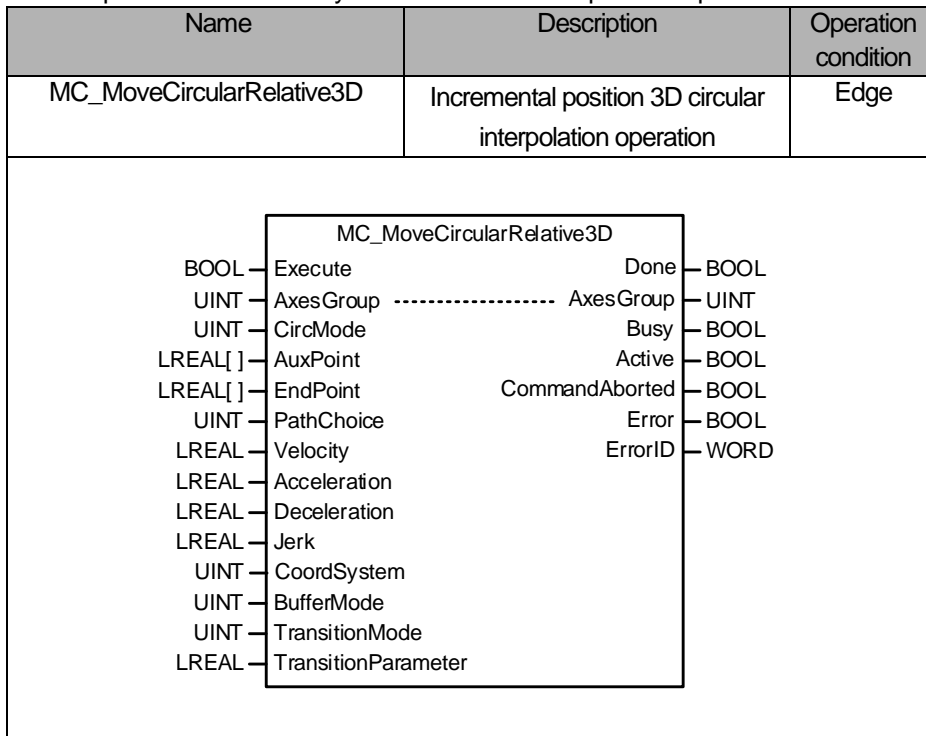 Name Description Operation
condition
MC_MoveCircularRelative3D Incremental position 3D circular Edge
interpolation operation
MC_MoveCircularRelative3D
BOOL Execute Done BOOL
UINT AxesGroup AxesGroup UINT
UINT CircMode Busy BOOL
LREAL[ ] AuxPoint Active BOOL
LREAL[ ] EndPoint CommandAborted BOOL
UINT PathChoice Error BOOL
LREAL Velocity ErrorID WORD
LREAL Acceleration
LREAL Deceleration
LREAL Jerk
UINT CoordSystem
UINT BufferMode
UINT TransitionMode
LREAL TransitionParameter